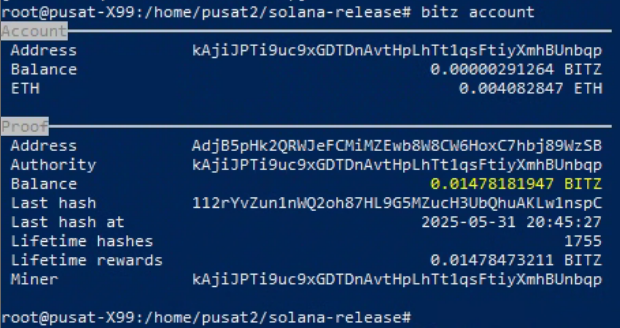 root@pusat-X99:/home/pusat2/solana-release# bitz account
Account
Address kAjiJPTi9uc9xGDTDnAvtHpLhTt1qsFtiyXmhBUnbqp
Balance 0.00000291264 BITZ
ETH 0.004082847 ETH
Proof
Address AdjB5pHk2QRWJeFCMiMZEwb8W8CW6HoxC7hbj89WzSB
Authority kAjiJPTi9uc9xGDTDnAvtHpLhTt1qsFtiyXmhBUnbqp
Balance 0.01478181947 BITZ
Last hash 112rYvZun1nWQ2oh87HL9G5MZucH3UbQhuAKLw1nspC
Last hash at 2025-05-31 20:45:27
Lifetime hashes 1755
Lifetime rewards 0.01478473211 BITZ
Miner kAjiJPTi9uc9xGDTDnAvtHpLhTt1qsFtiyXmhBUnbqp
root@pusat-X99:/home/pusat2/solana-release#